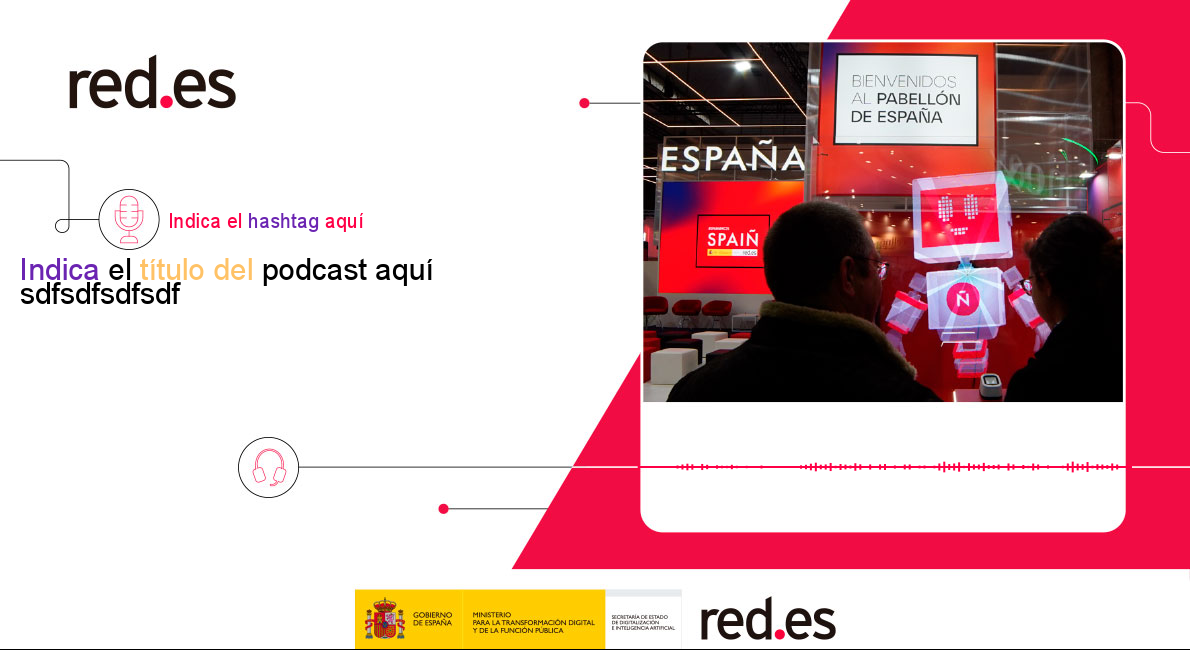 red.es
Indica el hashtag aquí
Indica el título del podcast aquí
sdfsdfsdfsdf
BIENVENIDOS
AL PABELLÓN
DE ESPAÑA
ESPAÑA
SPAIÑ
red.es
Ñ
GOBIERNO
DE ESPAÑA
MINISTERIO
PARA LA TRANSFORMACIÓN DIGITAL
Y DE LA FUNCIÓN PÚBLICA
SECRETARÍA DE ESTADO
DE DIGITALIZACIÓN
E INTELIGENCIA ARTIFICIAL
red.es